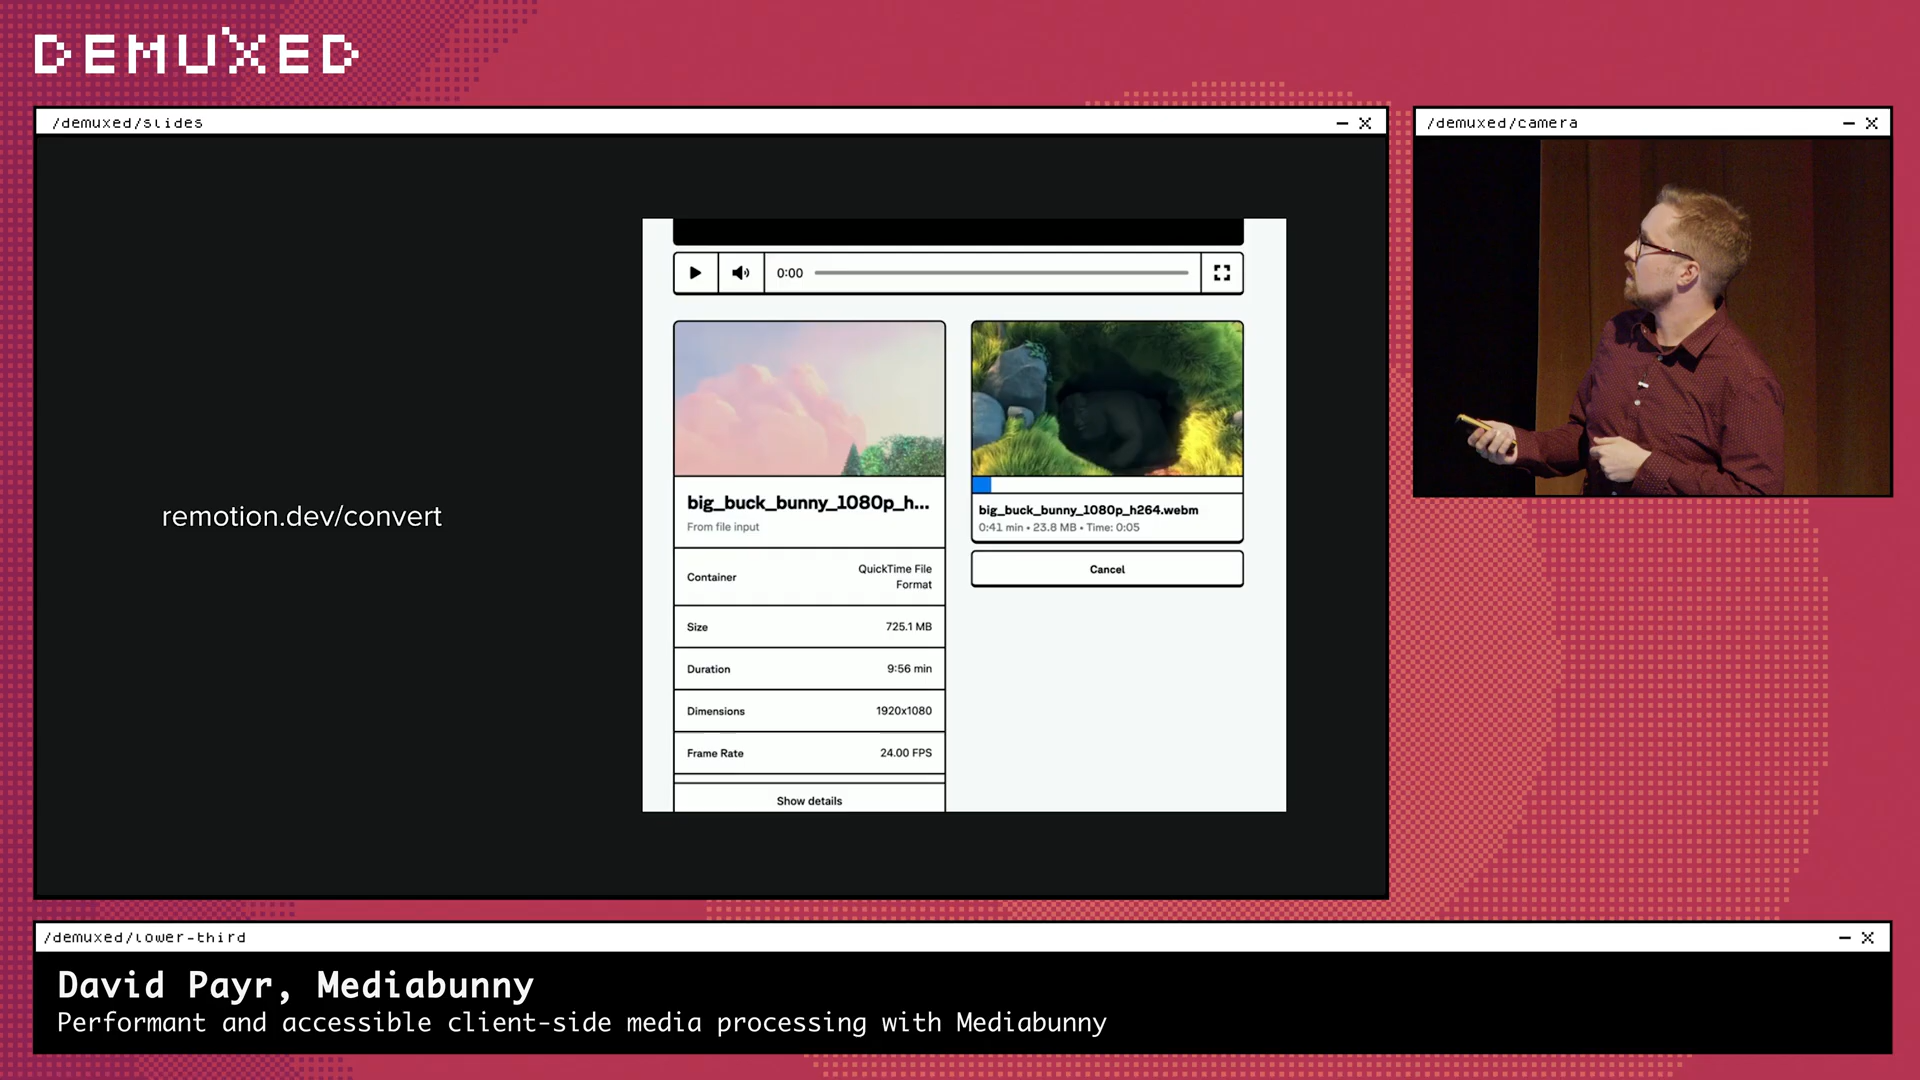 DEMUXED
/demuxed/slides
/demuxed/camera
remotion.dev/convert
0:00
big_buck_bunny_1080p_h...
From file input
Container
QuickTime File
Format
Size
725.1 MB
Duration
9:56 min
Dimensions
1920x1080
Frame Rate
24.00 FPS
Show details
big_buck_bunny_1080p_h264.webm
0:41 min • 23.8 MB • Time: 0:05
Cancel
/demuxed/lower-third
David Payr, Mediabunny
Performant and accessible client-side media processing with Mediabunny